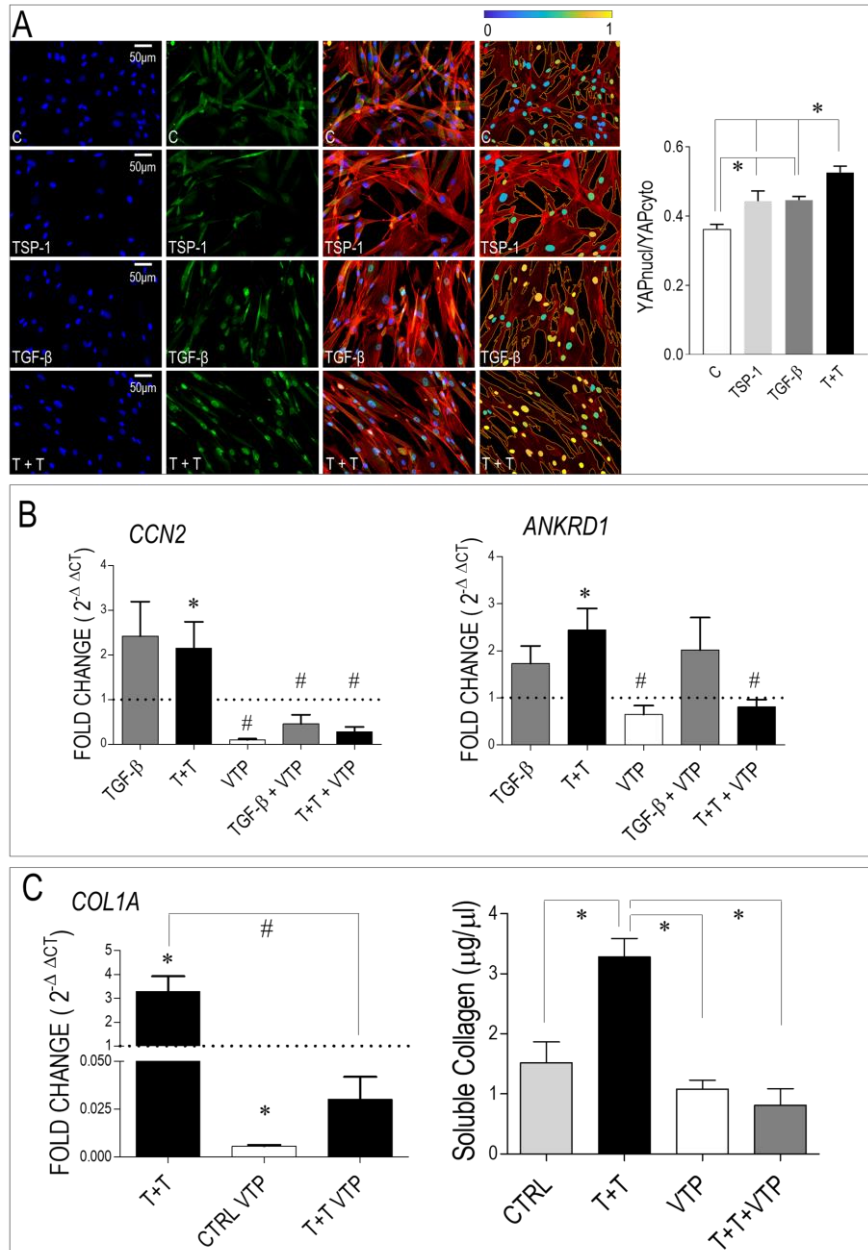 A
0 1
50µm
C
C
C
C
50µm
TSP-1
TSP-1
TSP-1
TSP-1
50µm
TGF-β
TGF-β
TGF-β
TGF-β
50µm
T + T
T + T
T + T
T + T
YAPnucl/YAPcyto
0.6
0.4
0.2
0.0
*
*
C
TSP-1
TGF-β
T+T
B
CCN2
FOLD CHANGE ( 2-Δ ΔCT)
4
3
2
1
0
*
#
#
#
TGF-β
T+T
VTP
TGF-β + VTP
T+T + VTP
ANKRD1
FOLD CHANGE ( 2-Δ ΔCT)
4
3
2
1
0
*
#
#
TGF-β
T+T
VTP
TGF-β + VTP
T+T + VTP
C
COL1A
FOLD CHANGE ( 2-Δ ΔCT)
5
4
3
2
1
0.050
0.025
0.000
*
#
*
T+T
CTRL VTP
T+T VTP
Soluble Collagen (µg/µl)
4
3
2
1
0
*
*
*
CTRL
T+T
VTP
T+T+VTP